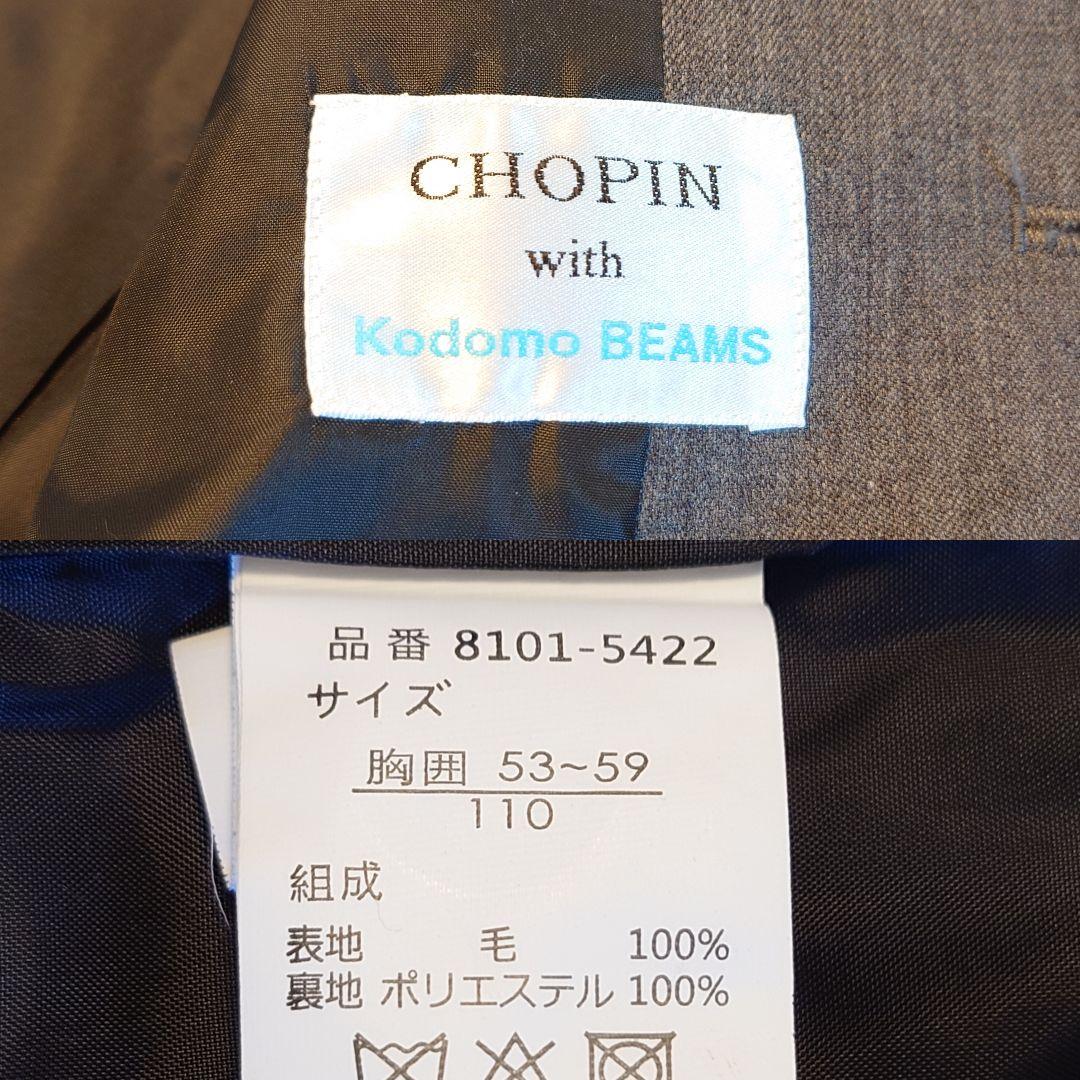 CHOPIN
with
Kodomo BEAMS
品番 8101-5422
サイズ
胸囲 53~59
110
組成
表地 毛 100%
裏地 ポリエステル 100%